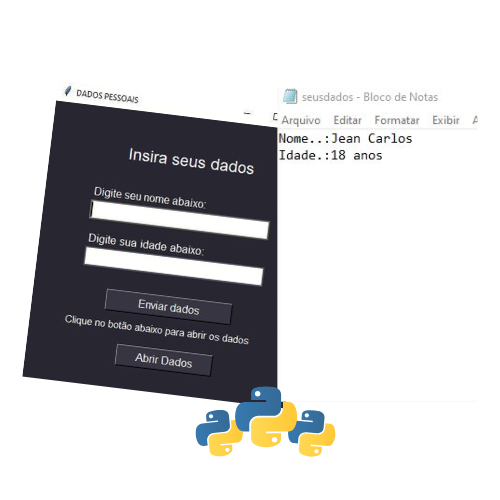 DADOS PESSOAIS
Insira seus dados
Digite seu nome abaixo:
Digite sua idade abaixo:
Enviar dados
Clique no botão abaixo para abrir os dados
Abrir Dados
seusdados - Bloco de Notas
Arquivo Editar Formatar Exibir A
Nome..:Jean Carlos
Idade.:18 anos